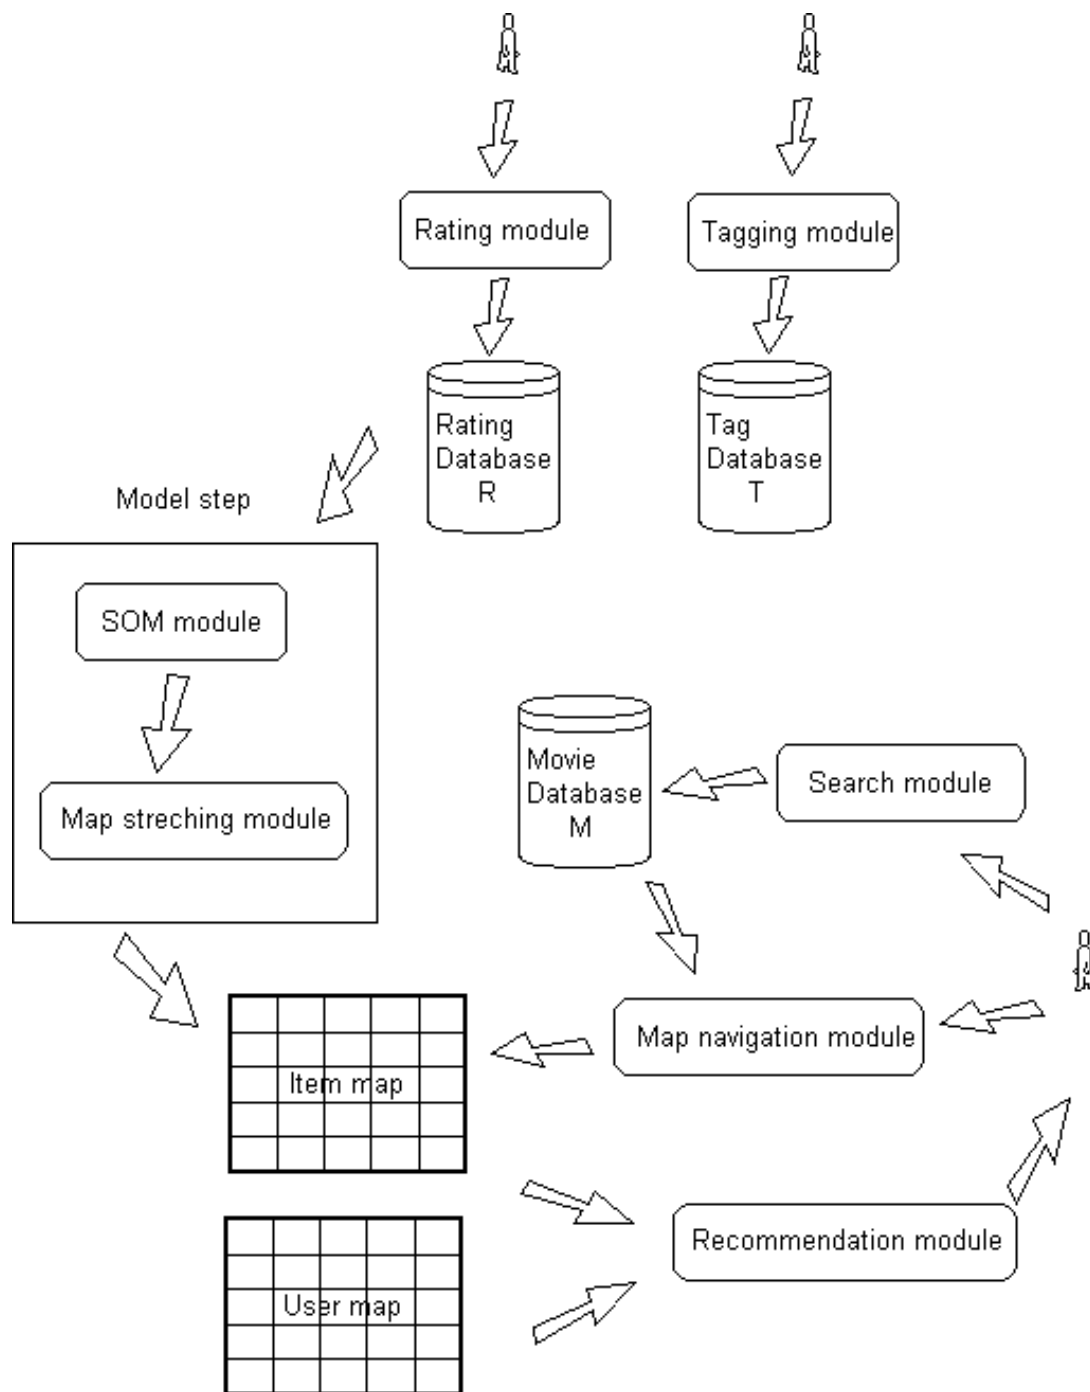 Rating module
Tagging module
Rating
Database
R
Tag
Database
T
Model step
SOM module
Map streching module
Movie
Database
M
Search module
Map navigation module
Item map
Recommendation module
User map